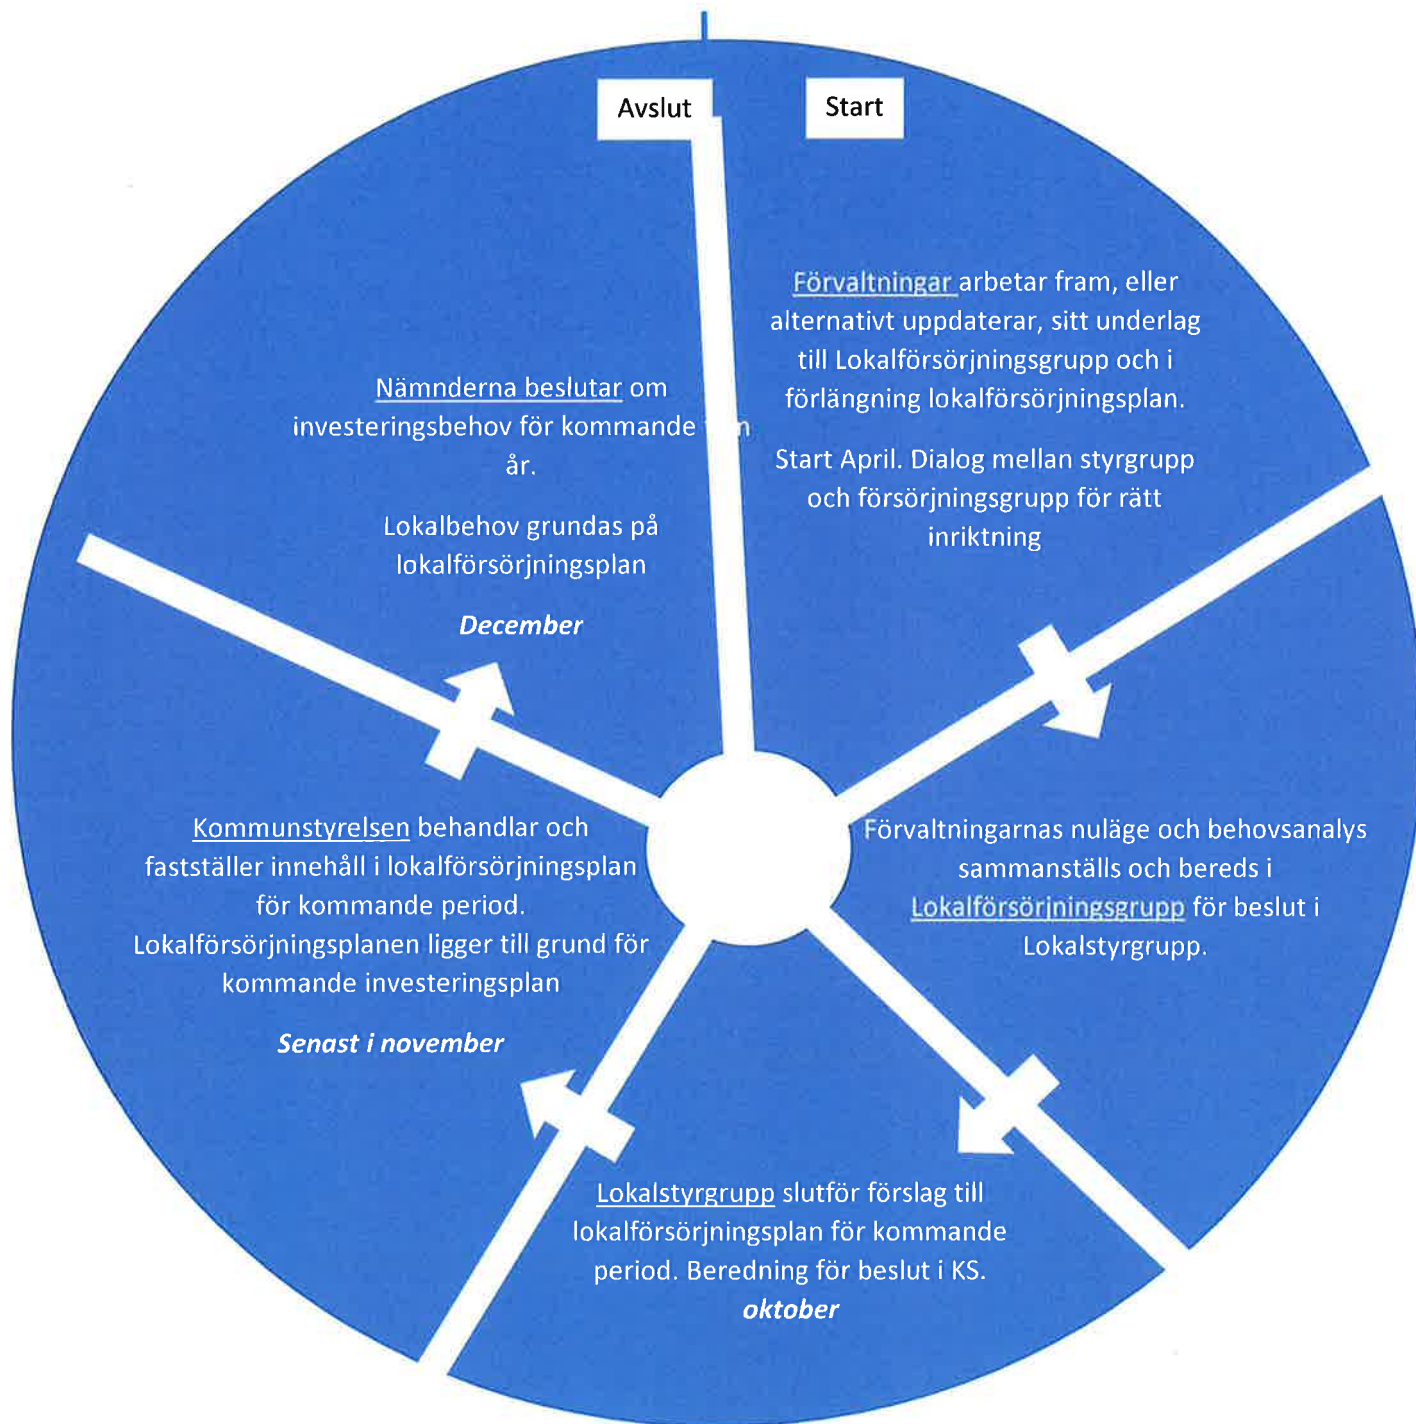 Avslut
Start
Förvaltningar arbetar fram, eller
alternativt uppdaterar, sitt underlag
till Lokalförsörjningsgrupp och i
förlängning lokalförsörjningsplan.
Start April. Dialog mellan styrgrupp
och försörjningsgrupp för rätt
inriktning
Förvaltningarnas nuläge och behovsanalys
sammanställs och bereds i
Lokalförsörjningsgrupp för beslut i
Lokalstyrgrupp.
Lokalstyrgrupp slutför förslag till
lokalförsörjningsplan för kommande
period. Beredning för beslut i KS.
oktober
Kommunstyrelsen behandlar och
fastställer innehåll i lokalförsörjningsplan
för kommande period.
Lokalförsörjningsplanen ligger till grund för
kommande investeringsplan
Senast i november
Nämnderna beslutar om
investeringsbehov för kommande
år.
Lokalbehov grundas på
lokalförsörjningsplan
December